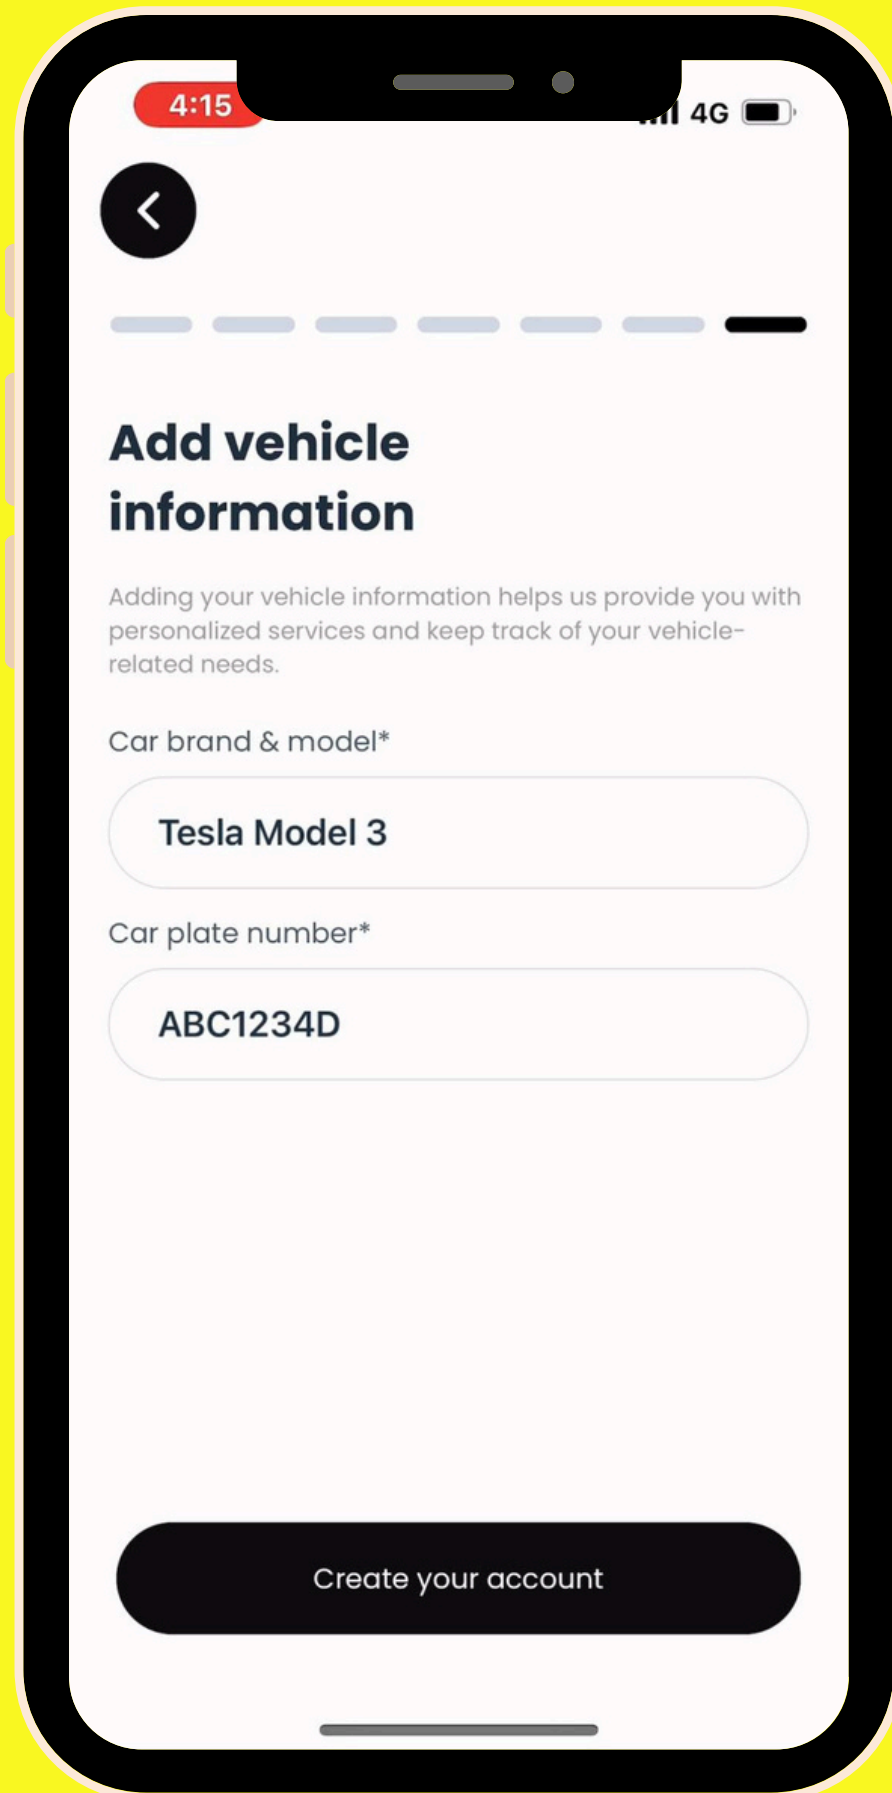 4:15
4G
Add vehicle
information
Adding your vehicle information helps us provide you with
personalized services and keep track of your vehicle-
related needs.
Car brand & model*
Tesla Model 3
Car plate number*
ABC1234D
Create your account